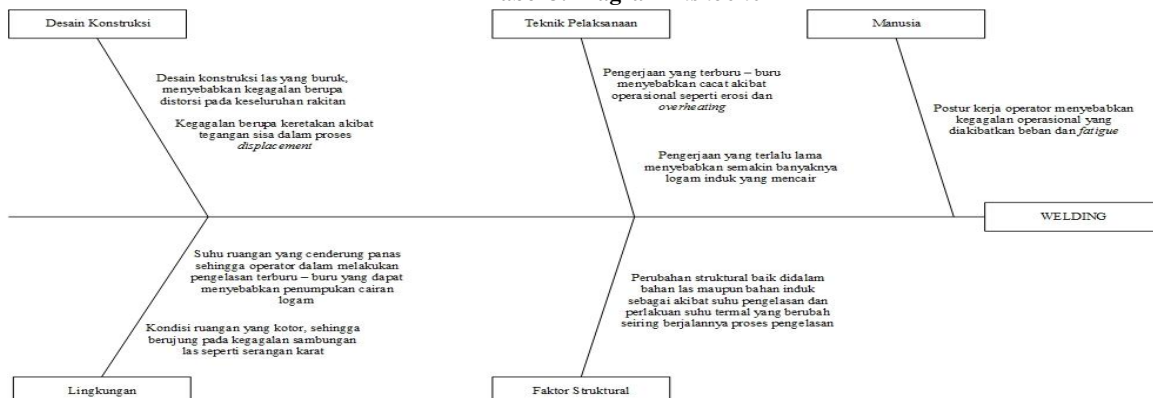 Desain Konstruksi
Teknik Pelaksanaan
Manusia
Desain konstruksi las yang buruk,
menyebabkan kegagalan berupa
distorsi pada keseluruhan rakitan
Kegagalan berupa keretakan akibat
tegangan sisa dalam proses
displacement
Pengerjaan yang terburu – buru
menyebabkan cacat akibat
operasional seperti erosi dan
overheating
Pengerjaan yang terlalu lama
menyebabkan semakin banyaknya
logam induk yang mencair
Postur kerja operator menyebabkan
kegagalan operasional yang
diakibatkan beban dan fatigue
WELDING
Suhu ruangan yang cenderung panas
sehingga operator dalam melakukan
pengelasan terburu – buru yang dapat
menyebabkan penumpukan cairan
logam
Kondisi ruangan yang kotor, sehingga
berujung pada kegagalan sambungan
las seperti serangan karat
Perubahan struktural baik didalam
bahan las maupun bahan induk
sebagai akibat suhu pengelasan dan
perlakuan suhu termal yang berubah
seiring berjalannya proses pengelasan
Lingkungan
Faktor Struktural